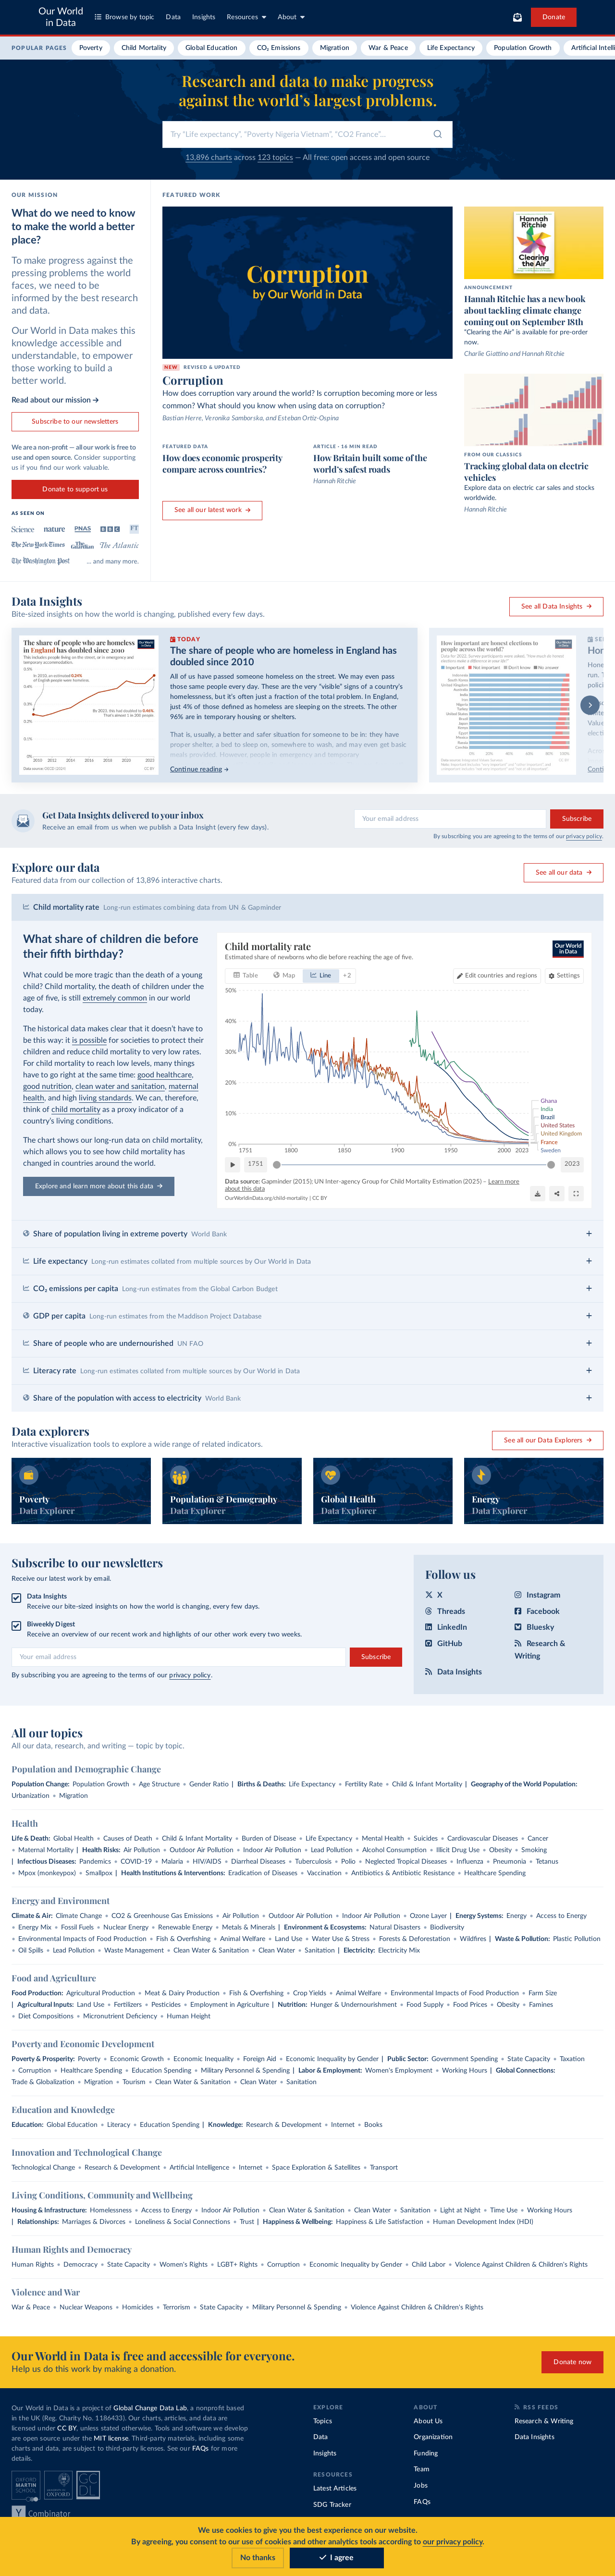 Our World
in Data
Browse by topic
Data
Insights
Resources
About
Donate
POPULAR PAGES
Poverty
Child Mortality
Global Education
CO₂ Emissions
Migration
War & Peace
Life Expectancy
Population Growth
Research and data to make progress
against the world's largest problems.
Try "Life expectancy", "Poverty Nigeria Vietnam", "CO2 France"...
13,896 charts across 123 topics — All free: open access and open source
OUR MISSION
What do we need to know
to make the world a better
place?
To make progress against the
pressing problems the world
faces, we need to be
informed by the best research
and data.
Our World in Data makes this
knowledge accessible and
understandable, to empower
those working to build a
better world.
Read about our mission →
Subscribe to our newsletters
We are a non-profit — all our work is free to
use and open source. Consider supporting
us if you find our work valuable.
Donate to support us
AS SEEN ON
Science
nature
PNAS
BBC
FT
The New York Times
The Guardian
The Atlantic
The Washington Post
... and many more.
FEATURED WORK
Corruption
by Our World in Data
NEW REVISED & UPDATED
Corruption
How does corruption vary around the world? Is corruption becoming more or less
common? What should you know when using data on corruption?
Bastian Herre, Veronika Samborska, and Esteban Ortiz-Ospina
FEATURED DATA
How does economic prosperity
compare across countries?
ARTICLE · 16 MIN READ
How Britain built some of the
world's safest roads
Hannah Ritchie
See all our latest work →
Hannah
Ritchie
Clearing
the Air
ANNOUNCEMENT
Hannah Ritchie has a new book
about tackling climate change
coming out on September 18th
"Clearing the Air" is available for pre-order
now.
Charlie Giattino and Hannah Ritchie
FROM OUR CLASSICS
Tracking global data on electric
vehicles
Explore data on electric car sales and stocks
worldwide.
Hannah Ritchie
Data Insights
Bite-sized insights on how the world is changing, published every few days.
See all Data Insights →
The share of people who are homeless
in England has doubled since 2010
TODAY
The share of people who are homeless in England has
doubled since 2010
All of us have passed someone homeless on the street. We may even pass
those same people every day. These are the very "visible" signs of a country's
homelessness, but it's often just a fraction of the total problem. In England,
just 4% of those defined as homeless are sleeping on the streets. The other
96% are in temporary housing or shelters.
That is, usually, a better and safer situation for someone to be in: they have
proper shelter, a bed to sleep on, somewhere to wash, and may even get basic
meals provided. However, people in emergency and temporary
Continue reading →
How important are honest elections to
people across the world?
Get Data Insights delivered to your inbox
Receive an email from us when we publish a Data Insight (every few days).
Your email address
Subscribe
By subscribing you are agreeing to the terms of our privacy policy.
Explore our data
Featured data from our collection of 13,896 interactive charts.
See all our data →
Child mortality rate Long-run estimates combining data from UN & Gapminder
What share of children die before
their fifth birthday?
What could be more tragic than the death of a young
child? Child mortality, the death of children under the
age of five, is still extremely common in our world
today.
The historical data makes clear that it doesn't have to
be this way: it is possible for societies to protect their
children and reduce child mortality to very low rates.
For child mortality to reach low levels, many things
have to go right at the same time: good healthcare,
good nutrition, clean water and sanitation, maternal
health, and high living standards. We can, therefore,
think of child mortality as a proxy indicator of a
country's living conditions.
The chart shows our long-run data on child mortality,
which allows you to see how child mortality has
changed in countries around the world.
Explore and learn more about this data →
Child mortality rate
Estimated share of newborns who die before reaching the age of five.
Our World
in Data
Table
Map
Line
+2
Edit countries and regions
Settings
50%
40%
30%
20%
10%
0%
1751
1800
1850
1900
1950
2000
2023
Ghana
India
Brazil
United States
United Kingdom
France
Sweden
1751
2023
Data source: Gapminder (2015); UN Inter-agency Group for Child Mortality Estimation (2025) – Learn more
about this data
OurWorldinData.org/child-mortality | CC BY
Share of population living in extreme poverty World Bank
Life expectancy Long-run estimates collated from multiple sources by Our World in Data
CO₂ emissions per capita Long-run estimates from the Global Carbon Budget
GDP per capita Long-run estimates from the Maddison Project Database
Share of people who are undernourished UN FAO
Literacy rate Long-run estimates collated from multiple sources by Our World in Data
Share of the population with access to electricity World Bank
Data explorers
Interactive visualization tools to explore a wide range of related indicators.
See all our Data Explorers →
Poverty
Data Explorer
Population & Demography
Data Explorer
Global Health
Data Explorer
Energy
Data Explorer
Subscribe to our newsletters
Receive our latest work by email.
Data Insights
Receive our bite-sized insights on how the world is changing, every few days.
Biweekly Digest
Receive an overview of our recent work and highlights of our other work every two weeks.
Your email address
Subscribe
By subscribing you are agreeing to the terms of our privacy policy.
Follow us
X
Instagram
Threads
Facebook
LinkedIn
Bluesky
GitHub
Research &
Writing
Data Insights
All our topics
All our data, research, and writing — topic by topic.
Population and Demographic Change
Population Change: Population Growth • Age Structure • Gender Ratio | Births & Deaths: Life Expectancy • Fertility Rate • Child & Infant Mortality | Geography of the World Population:
Urbanization • Migration
Health
Life & Death: Global Health • Causes of Death • Child & Infant Mortality • Burden of Disease • Life Expectancy • Mental Health • Suicides • Cardiovascular Diseases • Cancer
• Maternal Mortality | Health Risks: Air Pollution • Outdoor Air Pollution • Indoor Air Pollution • Lead Pollution • Alcohol Consumption • Illicit Drug Use • Obesity • Smoking
| Infectious Diseases: Pandemics • COVID-19 • Malaria • HIV/AIDS • Diarrheal Diseases • Tuberculosis • Polio • Neglected Tropical Diseases • Influenza • Pneumonia • Tetanus
• Mpox (monkeypox) • Smallpox | Health Institutions & Interventions: Eradication of Diseases • Vaccination • Antibiotics & Antibiotic Resistance • Healthcare Spending
Energy and Environment
Climate & Air: Climate Change • CO2 & Greenhouse Gas Emissions • Air Pollution • Outdoor Air Pollution • Indoor Air Pollution • Ozone Layer | Energy Systems: Energy • Access to Energy
• Energy Mix • Fossil Fuels • Nuclear Energy • Renewable Energy • Metals & Minerals | Environment & Ecosystems: Natural Disasters • Biodiversity
• Environmental Impacts of Food Production • Fish & Overfishing • Animal Welfare • Land Use • Water Use & Stress • Forests & Deforestation • Wildfires | Waste & Pollution: Plastic Pollution
• Oil Spills • Lead Pollution • Waste Management • Clean Water & Sanitation • Clean Water • Sanitation | Electricity: Electricity Mix
Food and Agriculture
Food Production: Agricultural Production • Meat & Dairy Production • Fish & Overfishing • Crop Yields • Animal Welfare • Environmental Impacts of Food Production • Farm Size
| Agricultural Inputs: Land Use • Fertilizers • Pesticides • Employment in Agriculture | Nutrition: Hunger & Undernourishment • Food Supply • Food Prices • Obesity • Famines
• Diet Compositions • Micronutrient Deficiency • Human Height
Poverty and Economic Development
Poverty & Prosperity: Poverty • Economic Growth • Economic Inequality • Foreign Aid • Economic Inequality by Gender | Public Sector: Government Spending • State Capacity • Taxation
• Corruption • Healthcare Spending • Education Spending • Military Personnel & Spending | Labor & Employment: Women's Employment • Working Hours | Global Connections:
Trade & Globalization • Migration • Tourism • Clean Water & Sanitation • Clean Water • Sanitation
Education and Knowledge
Education: Global Education • Literacy • Education Spending | Knowledge: Research & Development • Internet • Books
Innovation and Technological Change
Technological Change • Research & Development • Artificial Intelligence • Internet • Space Exploration & Satellites • Transport
Living Conditions, Community and Wellbeing
Housing & Infrastructure: Homelessness • Access to Energy • Indoor Air Pollution • Clean Water & Sanitation • Clean Water • Sanitation • Light at Night • Time Use • Working Hours
| Relationships: Marriages & Divorces • Loneliness & Social Connections • Trust | Happiness & Wellbeing: Happiness & Life Satisfaction • Human Development Index (HDI)
Human Rights and Democracy
Human Rights • Democracy • State Capacity • Women's Rights • LGBT+ Rights • Corruption • Economic Inequality by Gender • Child Labor • Violence Against Children & Children's Rights
Violence and War
War & Peace • Nuclear Weapons • Homicides • Terrorism • State Capacity • Military Personnel & Spending • Violence Against Children & Children's Rights
Our World in Data is free and accessible for everyone.
Help us do this work by making a donation.
Donate now
Our World in Data is a project of Global Change Data Lab, a nonprofit based
in the UK (Reg. Charity No. 1186433). Our charts, articles, and data are
licensed under CC BY, unless stated otherwise. Tools and software we develop
are open source under the MIT license. Third-party materials, including some
charts and data, are subject to third-party licenses. See our FAQs for more
details.
OXFORD
MARTIN
SCHOOL
UNIVERSITY OF
OXFORD
GC
DL
Y Combinator
EXPLORE
Topics
Data
Insights
RESOURCES
Latest Articles
SDG Tracker
ABOUT
About Us
Organization
Funding
Team
Jobs
FAQs
RSS FEEDS
Research & Writing
Data Insights
We use cookies to give you the best experience on our website.
By agreeing, you consent to our use of cookies and other analytics tools according to our privacy policy.
No thanks
I agree